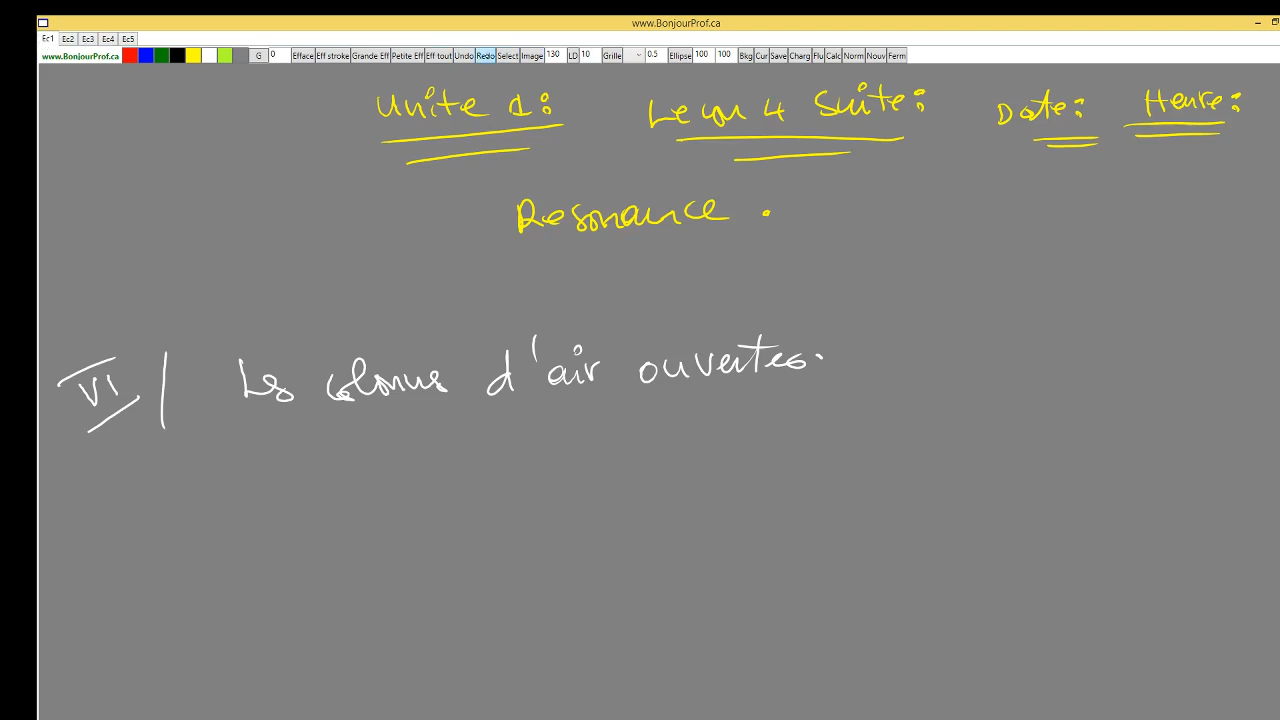 www.BonjourProf.ca
Ec1 Ec2 Ec3 Ec4 Ec5
www.BonjourProf.ca G 0 Efface Eff stroke Grande Eff Petite Eff Eff tout Undo Redo Select Image 130 LD 10 Grille 0.5 Ellipse 100 100 Bkg Cur Save Charg Flu Calc Norm Nouv Ferm
Unite 1: Leçon 4 Suite: Date: Heure:
Resonance.
VI | Les colonnes d'air ouvertes.